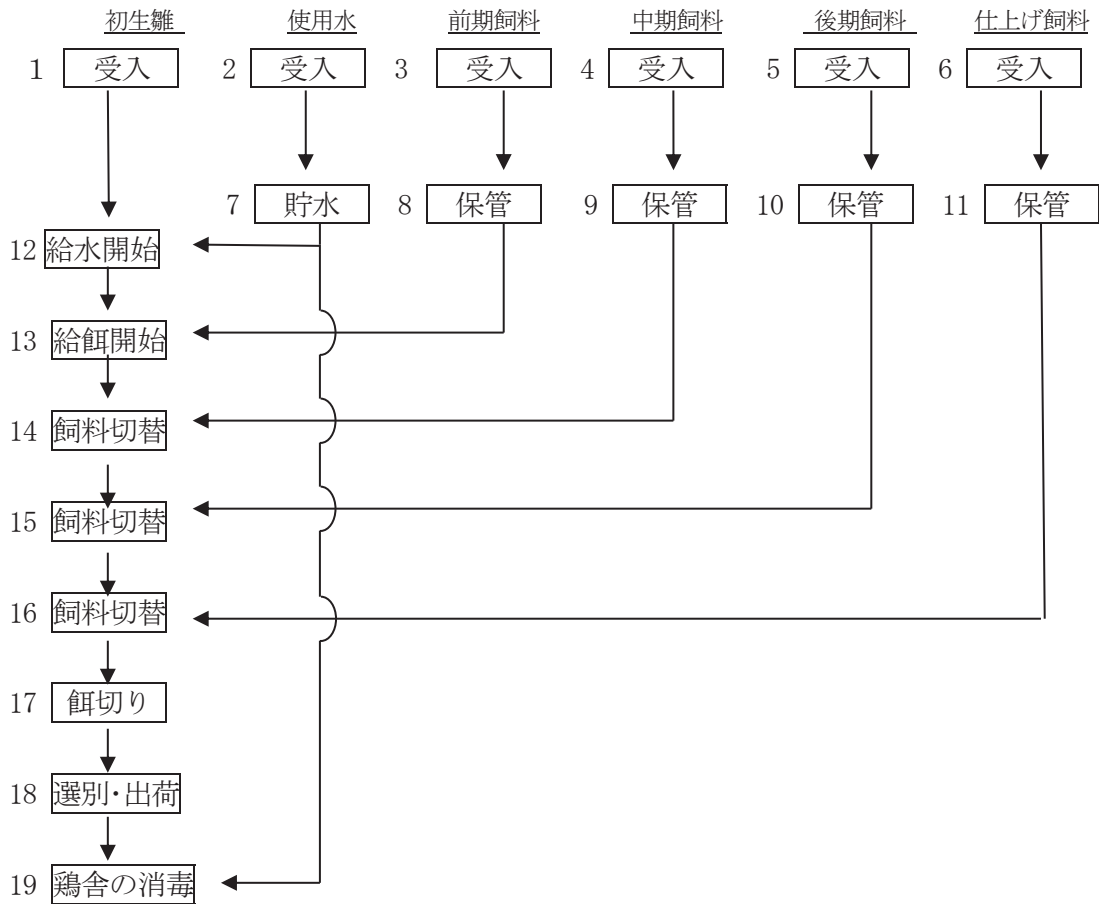 初生雛 使用水 前期飼料 中期飼料 後期飼料 仕上げ飼料
1 受入 2 受入 3 受入 4 受入 5 受入 6 受入
7 貯水 8 保管 9 保管 10 保管 11 保管
12 給水開始
13 給餌開始
14 飼料切替
15 飼料切替
16 飼料切替
17 餌切り
18 選別・出荷
19 鶏舎の消毒